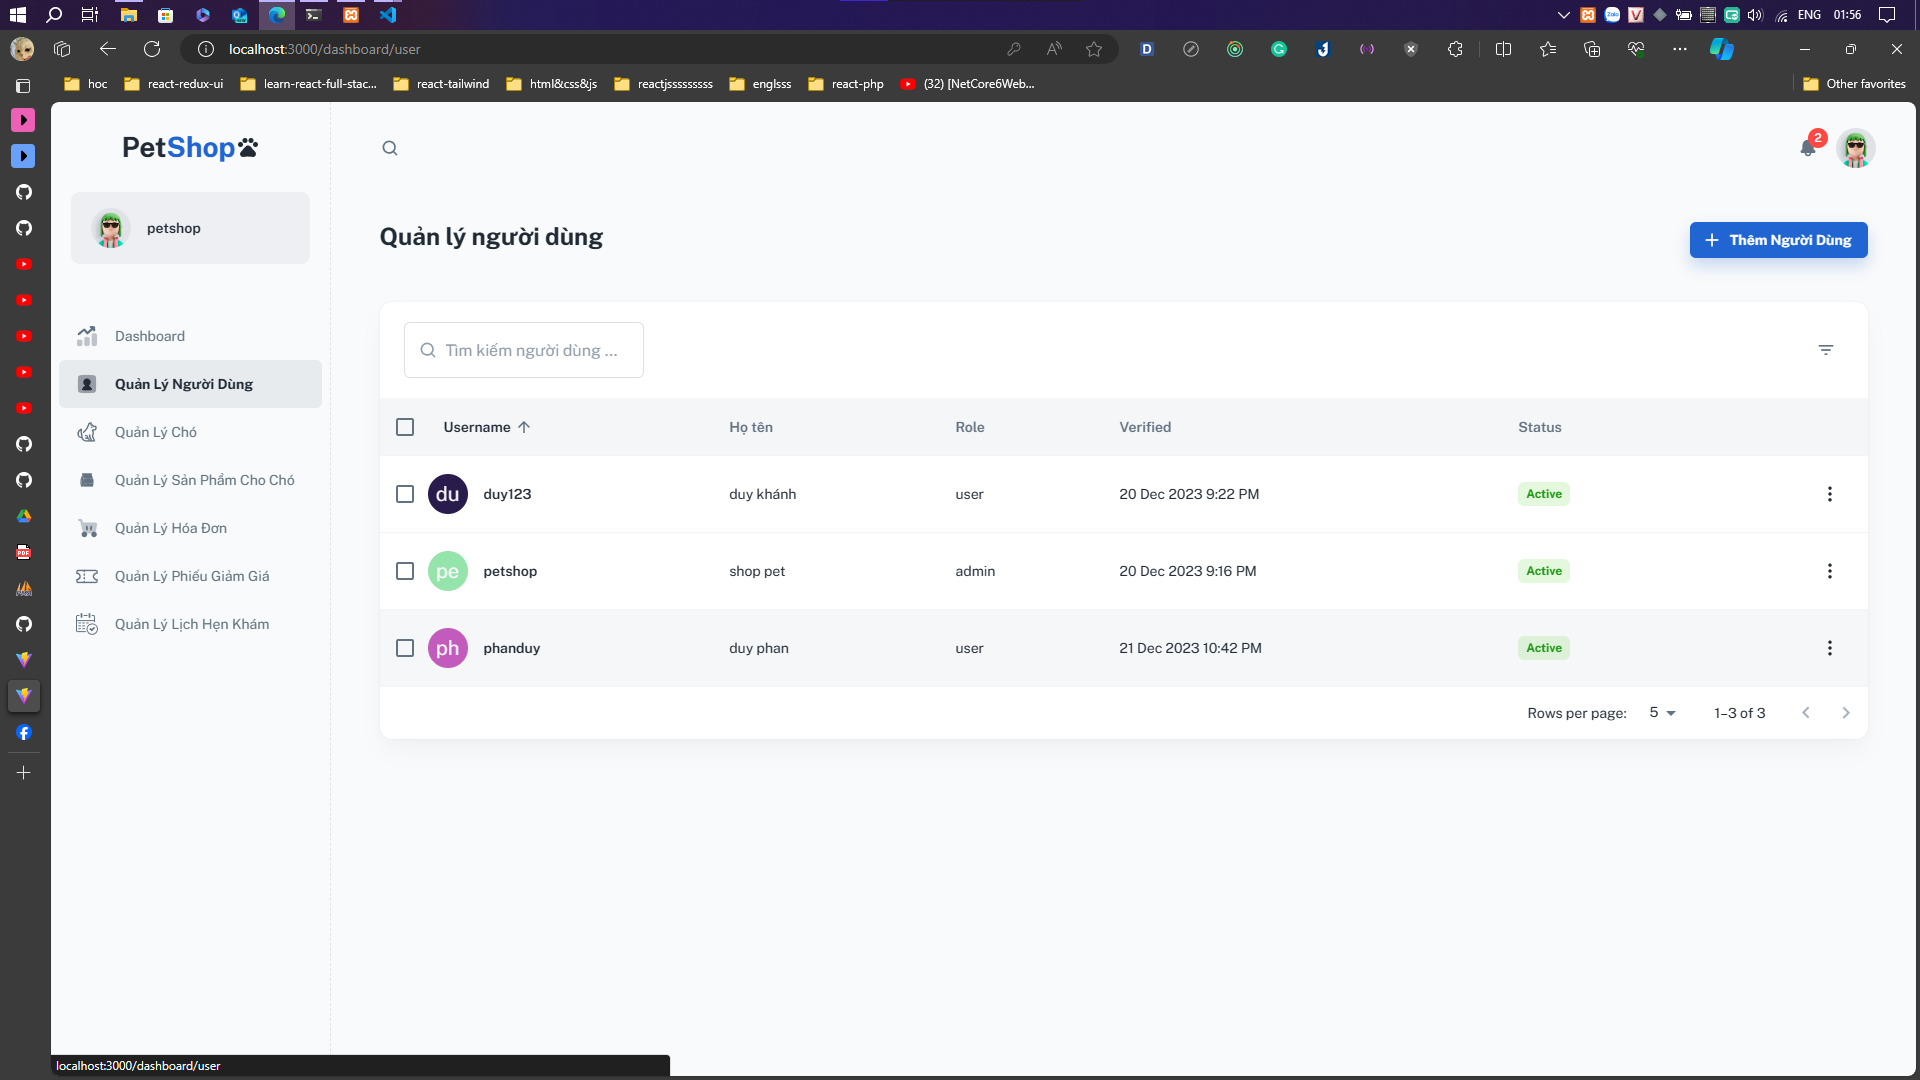 ENG 01:56
localhost:3000/dashboard/user
hoc react-redux-ui learn-react-full-stac... react-tailwind html&css&js reactjsssssssss englsss react-php (32) [NetCore6Web... Other favorites
PetShop
2
petshop
Quản lý người dùng
Thêm Người Dùng
Dashboard
Quản Lý Người Dùng
Quản Lý Chó
Quản Lý Sản Phẩm Cho Chó
Quản Lý Hóa Đơn
Quản Lý Phiếu Giảm Giá
Quản Lý Lịch Hẹn Khám
Tìm kiếm người dùng ...
Username Họ tên Role Verified Status
du duy123 duy khánh user 20 Dec 2023 9:22 PM Active
pe petshop shop pet admin 20 Dec 2023 9:16 PM Active
ph phanduy duy phan user 21 Dec 2023 10:42 PM Active
Rows per page: 5 1–3 of 3
localhost:3000/dashboard/user